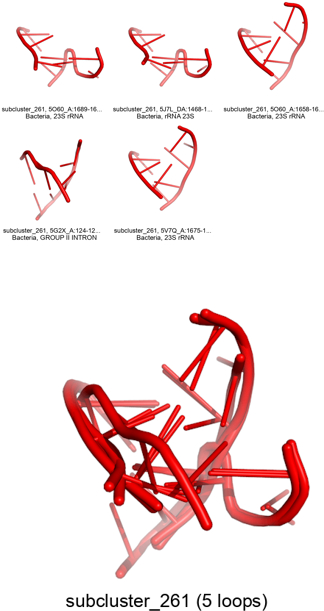 subcluster_261, 5O60_A:1689-16...
Bacteria, 23S rRNA
subcluster_261, 5J7L_DA:1468-1...
Bacteria, rRNA 23S
subcluster_261, 5O60_A:1658-16...
Bacteria, 23S rRNA
subcluster_261, 5G2X_A:124-12...
Bacteria, GROUP II INTRON
subcluster_261, 5V7Q_A:1675-1...
Bacteria, 23S rRNA
subcluster_261 (5 loops)